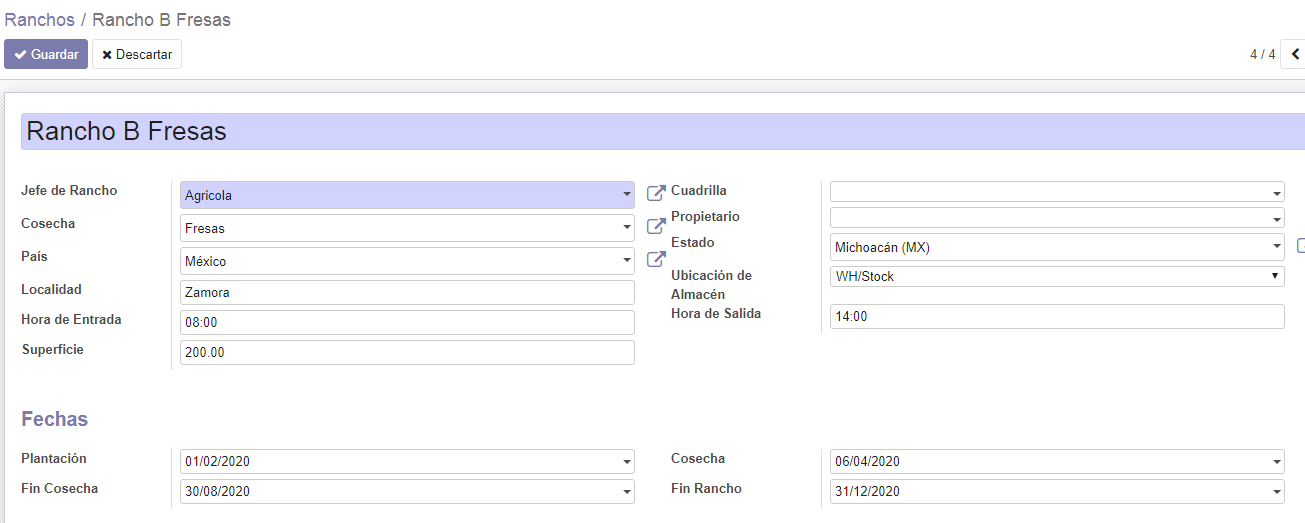 Ranchos / Rancho B Fresas
Guardar Descartar 4 / 4
Rancho B Fresas
Jefe de Rancho Agricola Cuadrilla
Cosecha Fresas Propietario
País México Estado Michoacán (MX)
Localidad Zamora Ubicación de WH/Stock
Almacén
Hora de Entrada 08:00 Hora de Salida 14:00
Superficie 200.00
Fechas
Plantación 01/02/2020 Cosecha 06/04/2020
Fin Cosecha 30/08/2020 Fin Rancho 31/12/2020